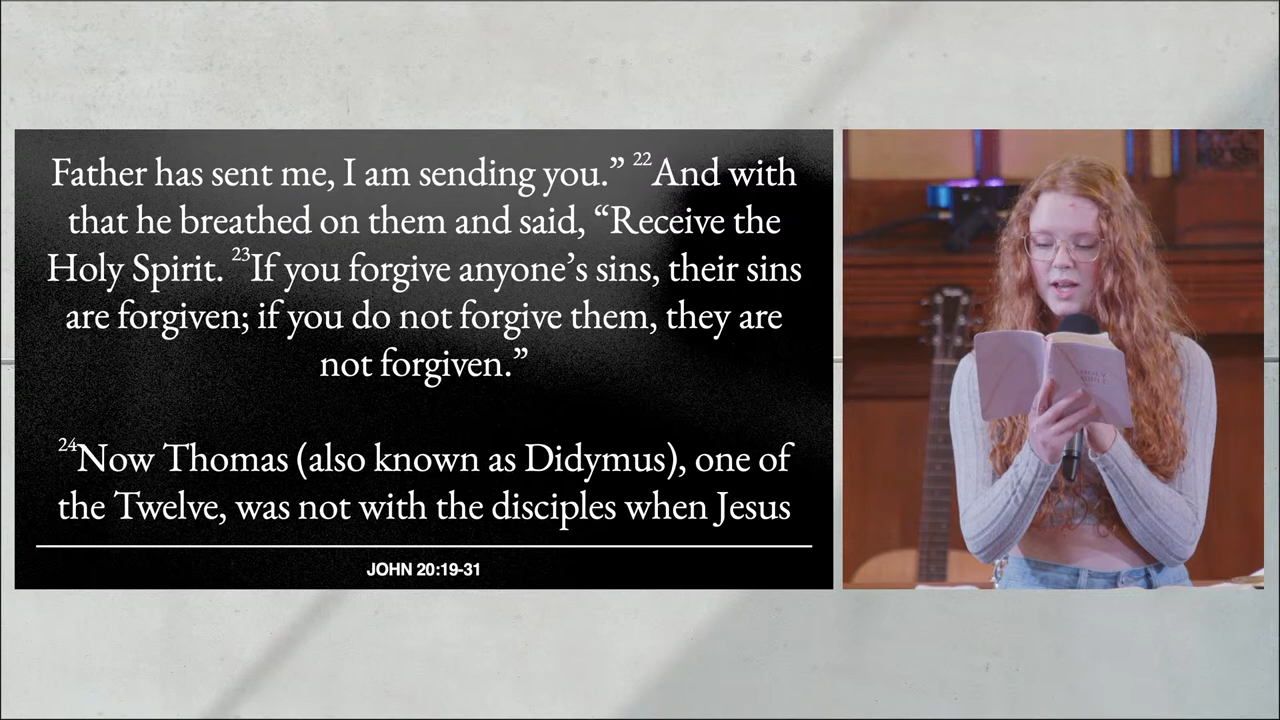 Father has sent me, I am sending you.” 22And with
that he breathed on them and said, “Receive the
Holy Spirit. 23If you forgive anyone’s sins, their sins
are forgiven; if you do not forgive them, they are
not forgiven.”
24Now Thomas (also known as Didymus), one of
the Twelve, was not with the disciples when Jesus
JOHN 20:19-31
HOLY
BIBLE